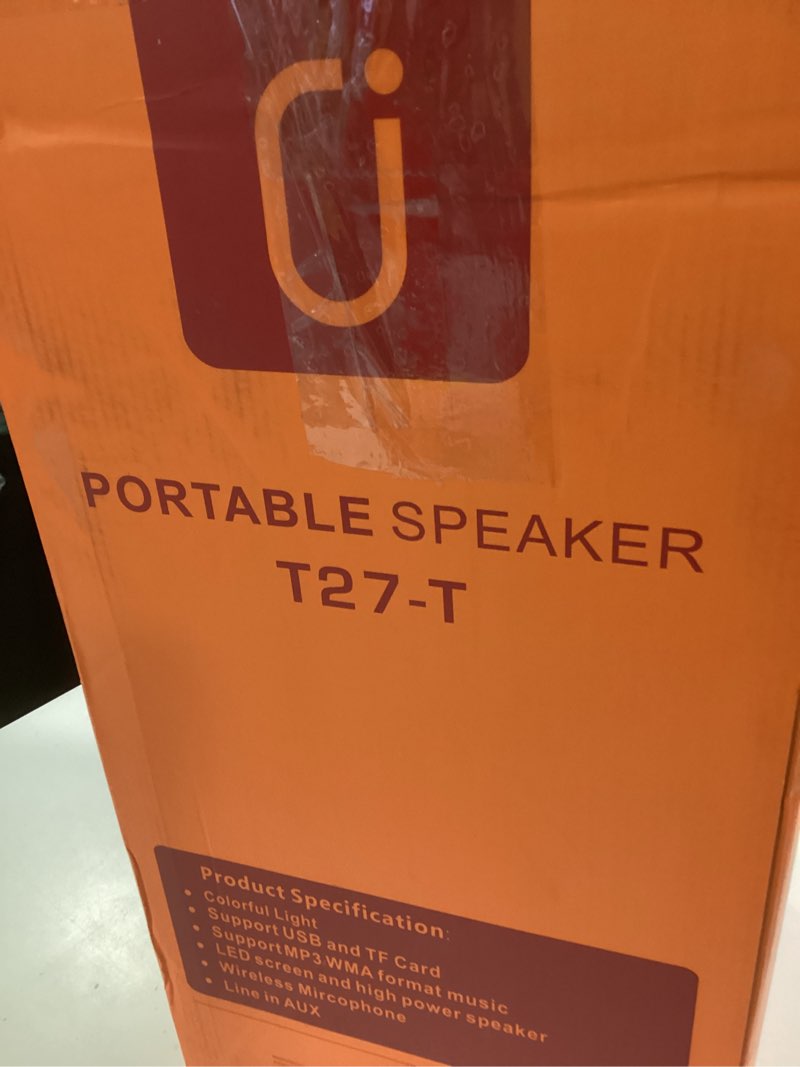 PORTABLE SPEAKER
T27-T
Product Specification:
• Colorful Light
• Support USB and TF Card
• Support MP3 WMA format music
• LED screen and high power speaker
• Wireless Mircophone
• Line in AUX